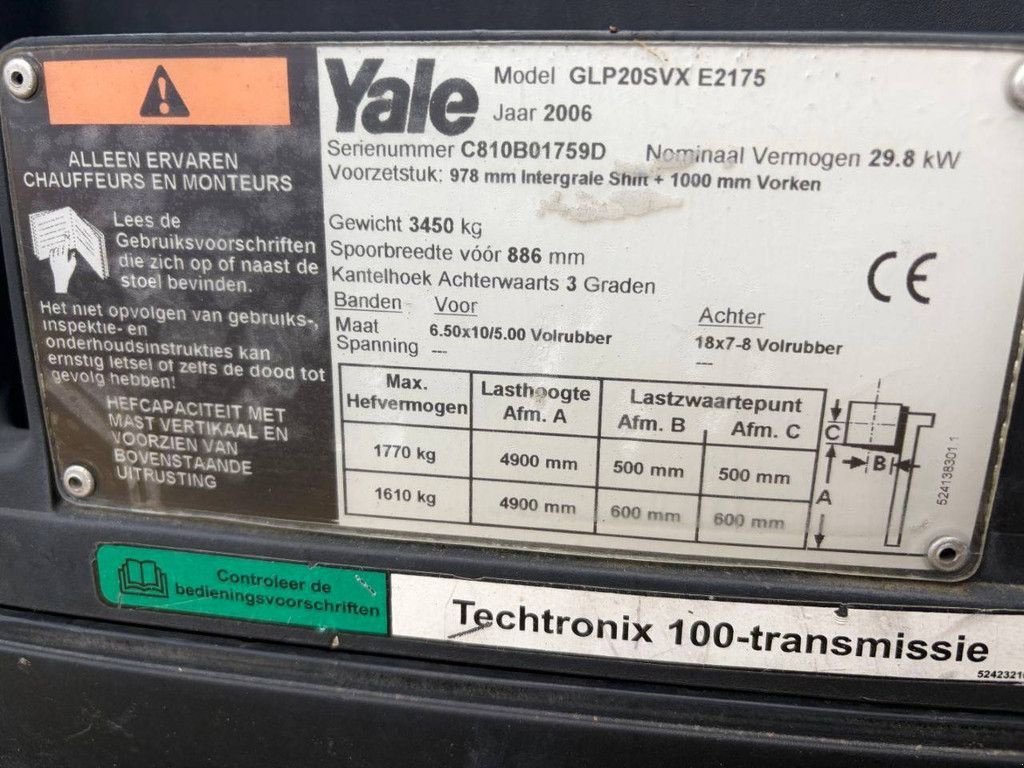 ALLEEN ERVAREN
CHAUFFEURS EN MONTEURS
Lees de
Gebruiksvoorschriften
die zich op of naast de
stoel bevinden.
Het niet opvolgen van gebruiks-,
inspektie- en
onderhoudsinstrukties kan
ernstig letsel of zelfs de dood tot
gevolg hebben!
HEFCAPACITEIT MET
MAST VERTIKAAL EN
VOORZIEN VAN
BOVENSTAANDE
UITRUSTING
Yale
Model GLP20SVX E2175
Jaar 2006
Serienummer C810B01759D Nominaal Vermogen 29.8 kW
Voorzetstuk: 978 mm Intergrale Shift + 1000 mm Vorken
Gewicht 3450 kg
Spoorbreedte vóór 886 mm
Kantelhoek Achterwaarts 3 Graden
CE
Banden Voor Achter
Maat 6.50x10/5.00 Volrubber 18x7-8 Volrubber
Spanning --- ---
Max. Hefvermogen Lasthoogte Afm. A Lastzwaartepunt
Afm. B Afm. C
1770 kg 4900 mm 500 mm 500 mm
1610 kg 4900 mm 600 mm 600 mm
C
B
A
524138301 1
Controleer de
bedieningsvoorschriften
Techtronix 100-transmissie